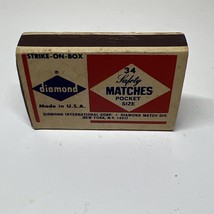 STRIKE-ON-BOX
diamond
Made in U.S.A.
34
Safety
MATCHES
POCKET
SIZE
DIAMOND INTERNATIONAL CORP. / DIAMOND MATCH DIV.
NEW YORK, N.Y. 10017